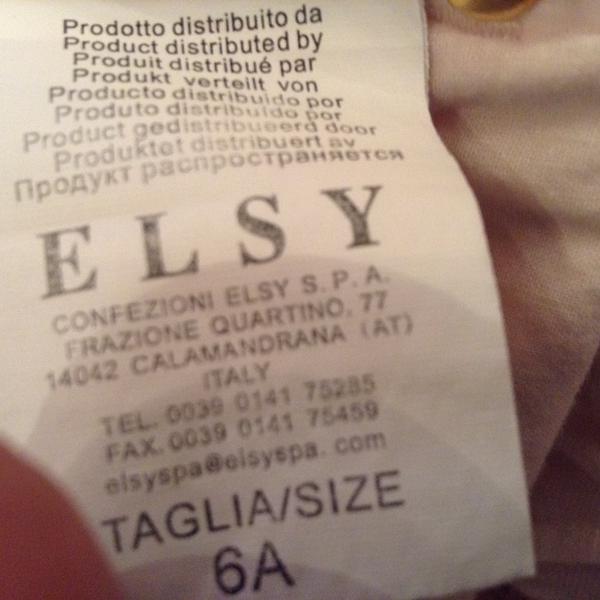 Prodotto distribuito da
Product distributed by
Produit distribué par
Produkt verteilt von
Producto distribuido por
Produto distribuido por
Product gedistribueerd door
Produktet distribuert av
Продукт распространяется
ELSY
CONFEZIONI ELSY S.P.A.
FRAZIONE QUARTINO, 77
14042 CALAMANDRANA (AT)
ITALY
TEL. 0039 0141 75285
FAX. 0039 0141 75459
elsyspa@elsyspa.com
TAGLIA/SIZE
6A